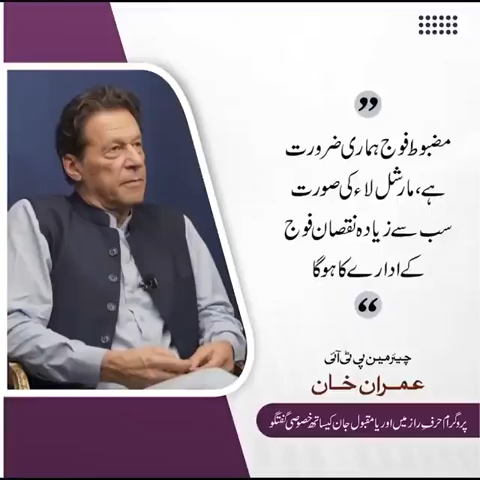 ”
مضبوط فوج ہماری ضرورت
ہے، مارشل لاء کی صورت
سب سے زیادہ نقصان فوج
کے ادارے کا ہوگا
“
چیئرمین پی ٹی آئی
عمران خان
پروگرام حرف راز میں اوریا مقبول جان کیساتھ خصوصی گفتگو